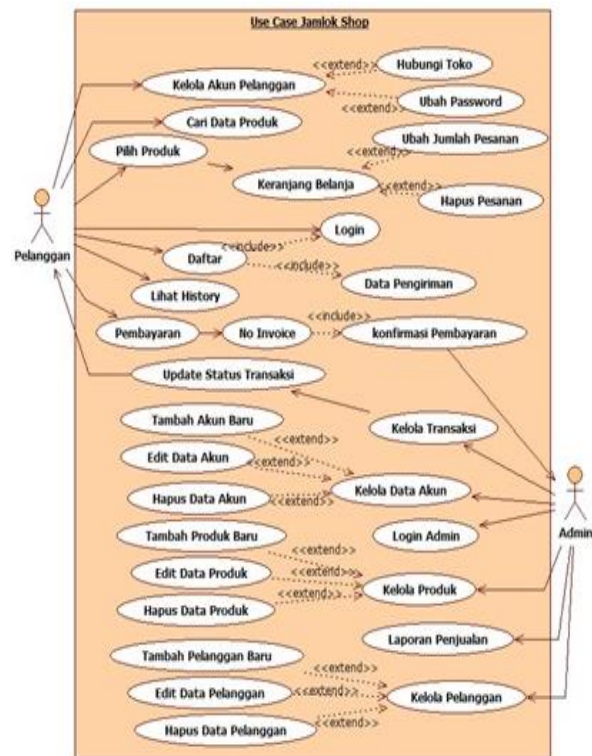 Use Case Jamlok Shop
<<extend>>
Hubungi Toko
Kelola Akun Pelanggan
<<extend>>
Ubah Password
Cari Data Produk
Ubah Jumlah Pesanan
Pilih Produk
<<extend>>
Keranjang Belanja
<<extend>>
Hapus Pesanan
Pelanggan
Login
<<include>>
Daftar
<<include>>
Data Pengiriman
Lihat History
Pembayaran
No Invoice
<<include>>
konfirmasi Pembayaran
Update Status Transaksi
Tambah Akun Baru
Kelola Transaksi
<<extend>>
Edit Data Akun
<<extend>>
Kelola Data Akun
Hapus Data Akun
<<extend>>
Admin
Tambah Produk Baru
Login Admin
<<extend>>
Edit Data Produk
<<extend>>
Kelola Produk
Hapus Data Produk
<<extend>>
Laporan Penjualan
Tambah Pelanggan Baru
<<extend>>
Edit Data Pelanggan
<<extend>>
Kelola Pelanggan
Hapus Data Pelanggan
<<extend>>